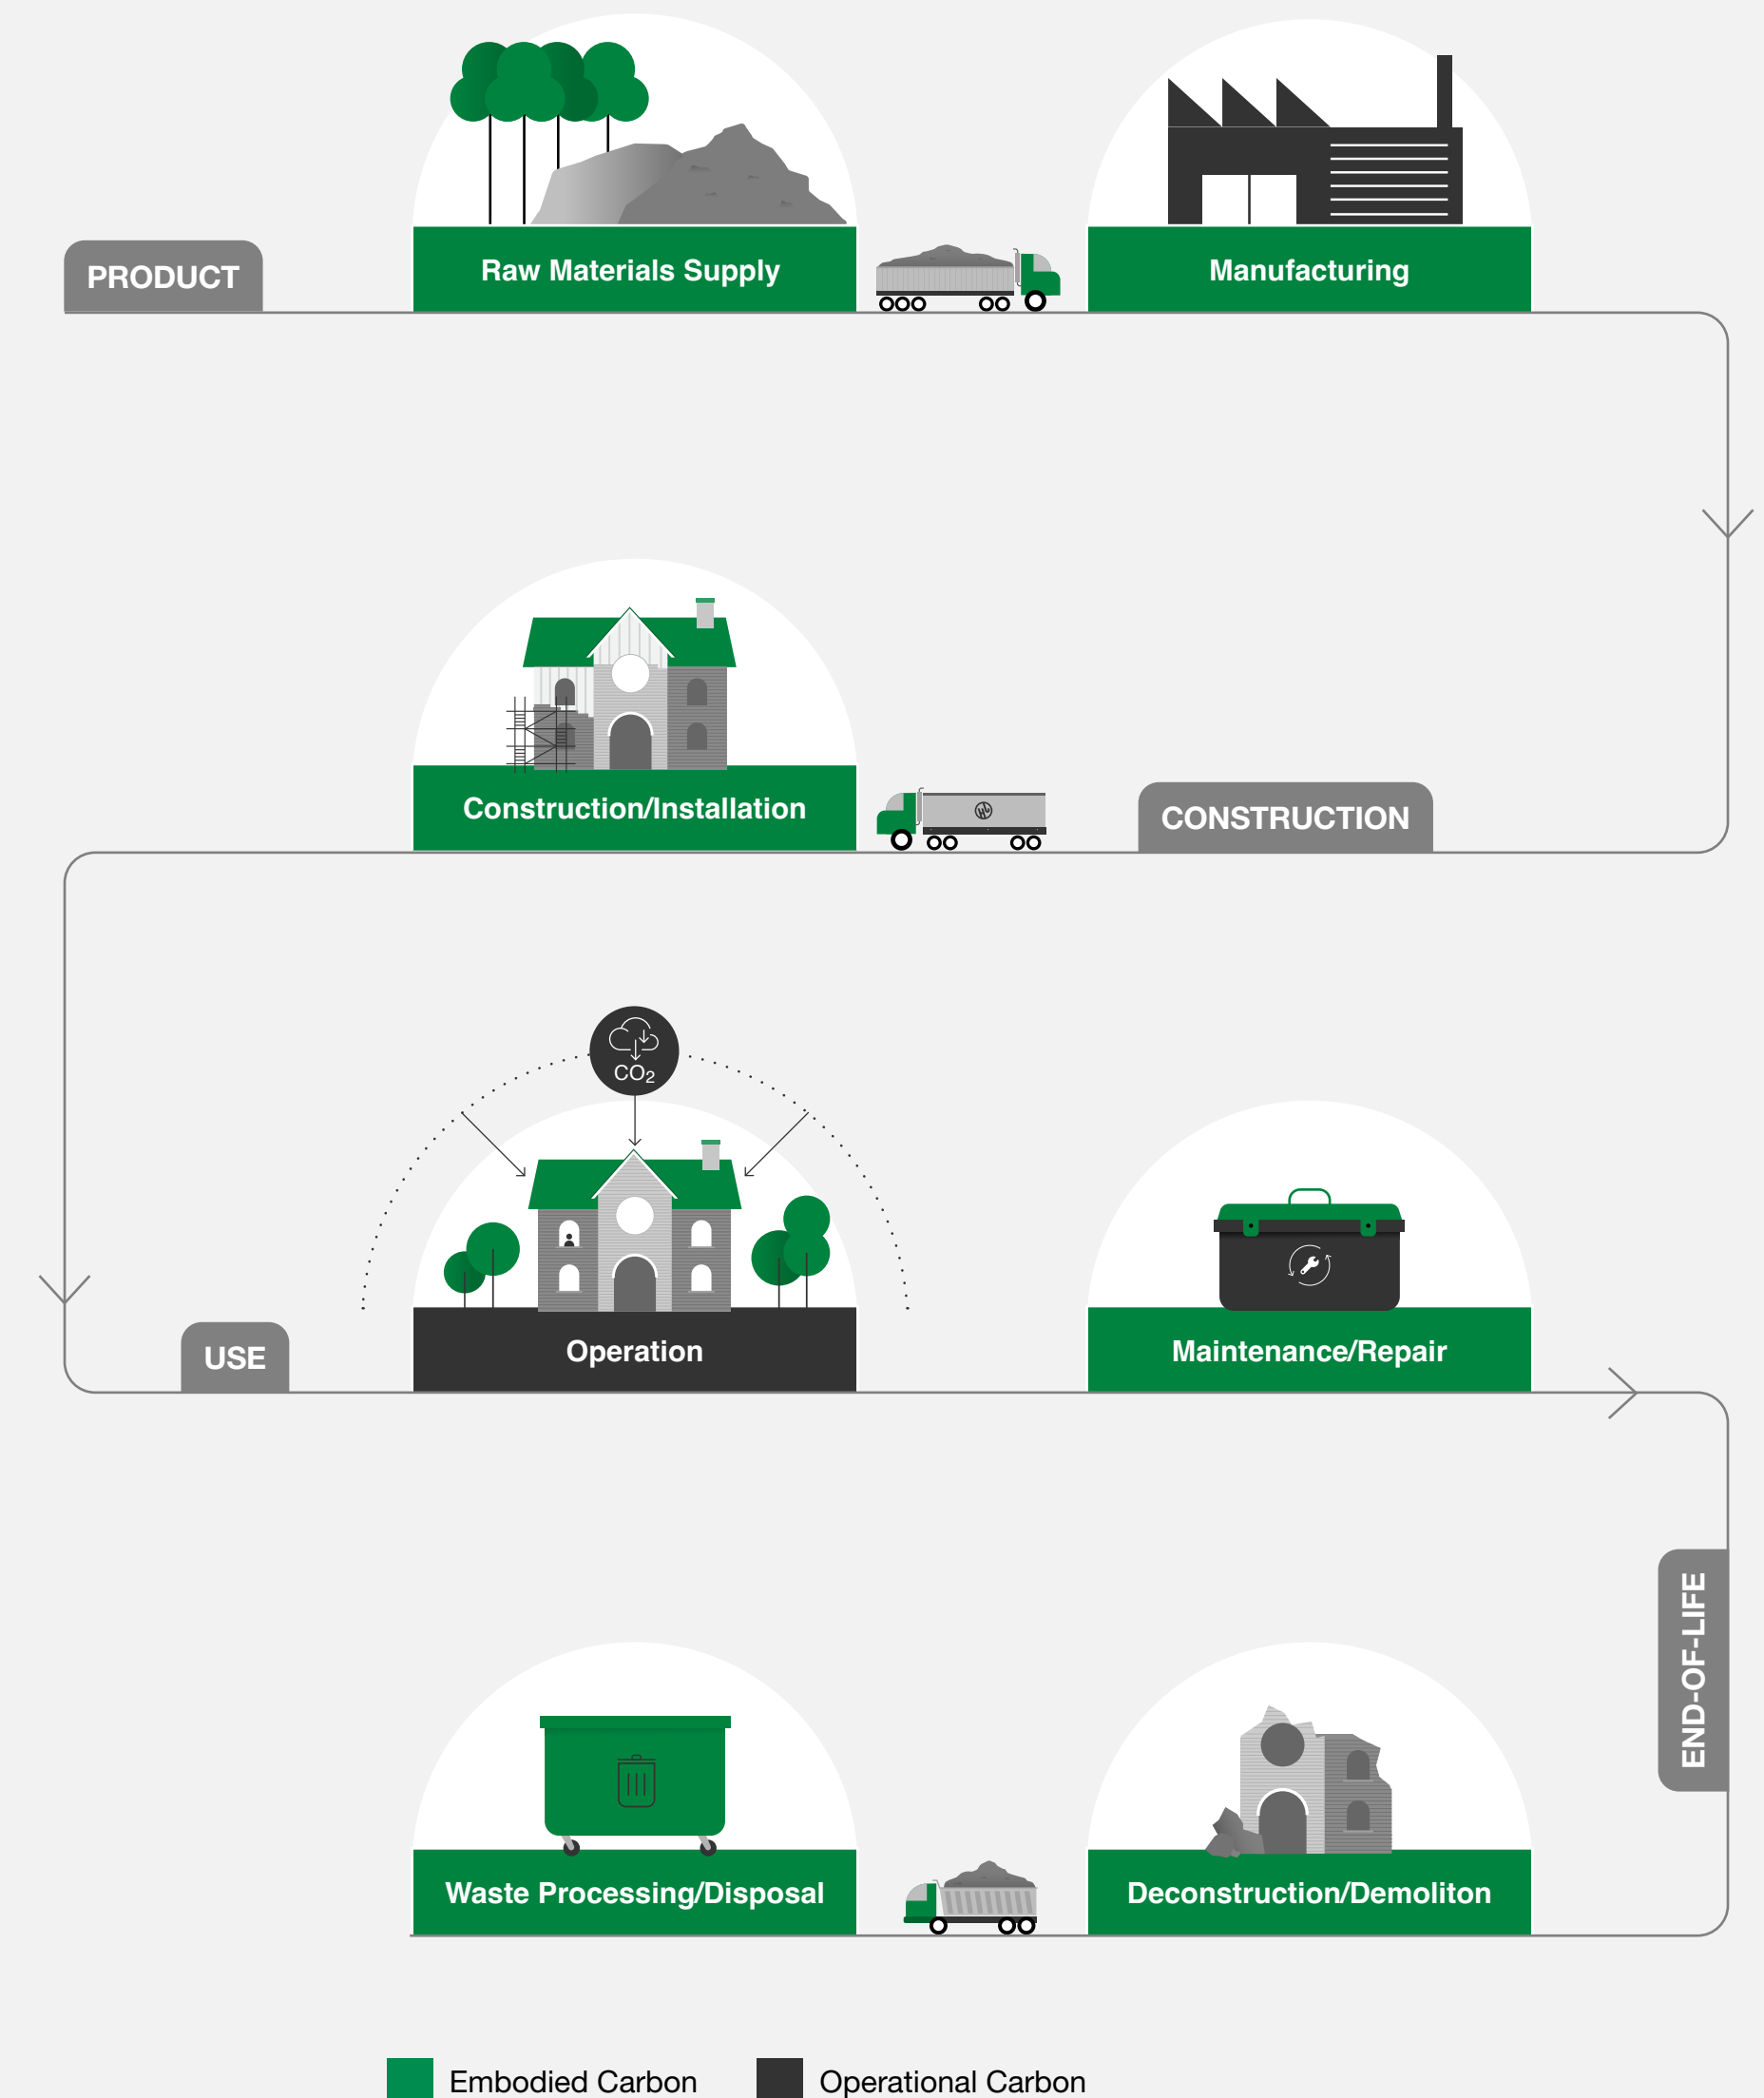 PRODUCT
Raw Materials Supply
Manufacturing
Construction/Installation
CONSTRUCTION
CO₂
USE
Operation
Maintenance/Repair
END-OF-LIFE
Waste Processing/Disposal
Deconstruction/Demoliton
Embodied Carbon
Operational Carbon